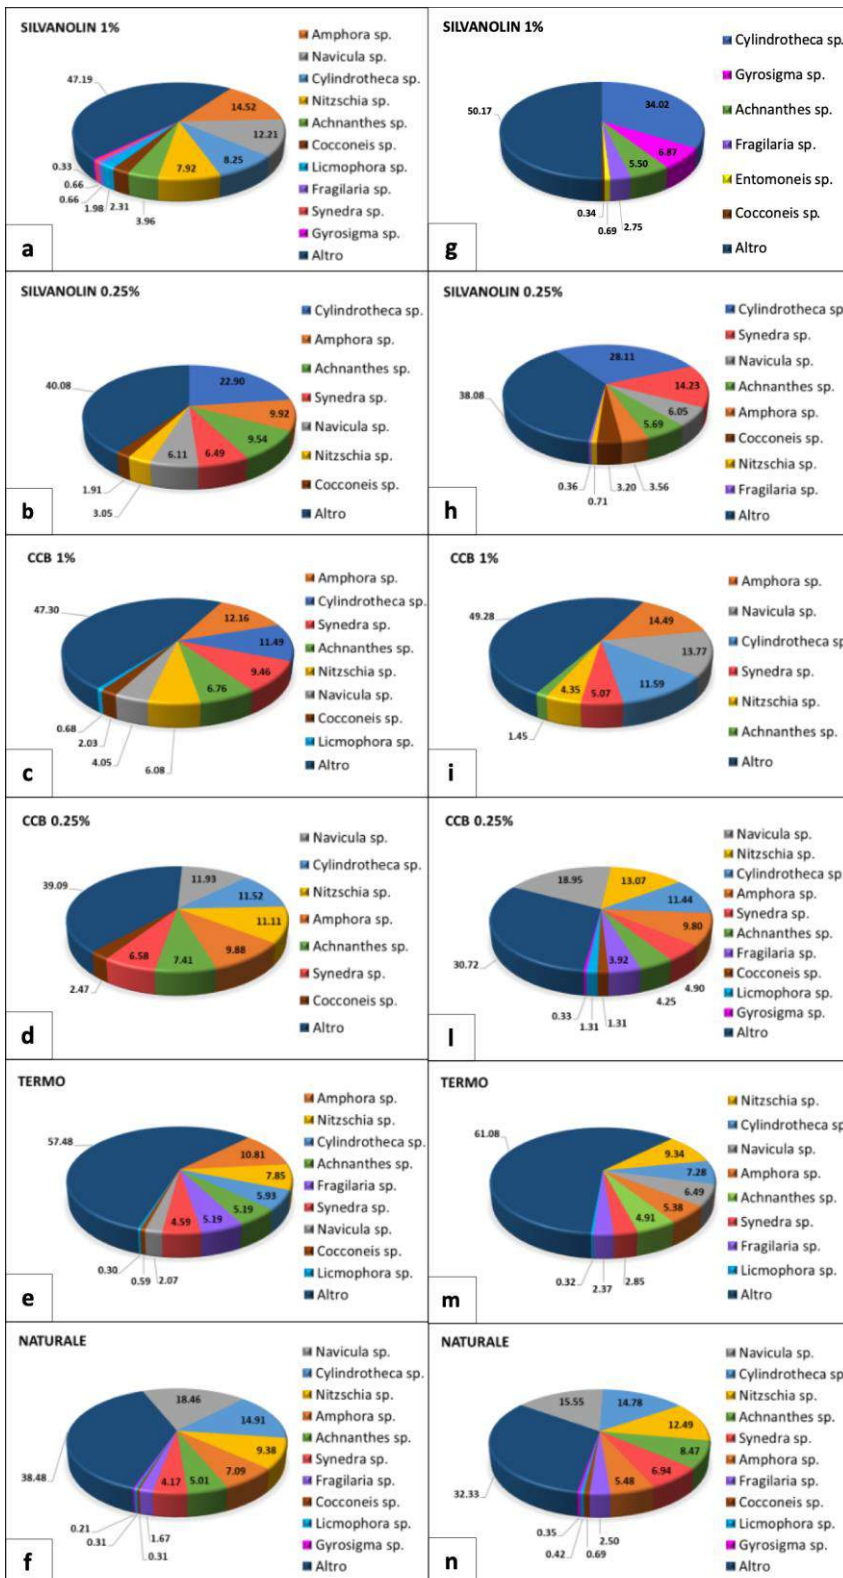 SILVANOLIN 1%
Amphora sp.
Navicula sp.
Cylindrotheca sp.
Nitzschia sp.
Achnanthes sp.
Cocconeis sp.
Licmophora sp.
Fragilaria sp.
Synedra sp.
Gyrosigma sp.
Altro
47.19
14.52
12.21
8.25
7.92
3.96
2.31
1.98
0.66
0.66
0.33
a
SILVANOLIN 1%
Cylindrotheca sp.
Gyrosigma sp.
Achnanthes sp.
Fragilaria sp.
Entomoneis sp.
Cocconeis sp.
Altro
50.17
34.02
6.87
5.50
2.75
0.69
0.34
g
SILVANOLIN 0.25%
Cylindrotheca sp.
Amphora sp.
Achnanthes sp.
Synedra sp.
Navicula sp.
Nitzschia sp.
Cocconeis sp.
Altro
40.08
22.90
9.92
9.54
6.49
6.11
3.05
1.91
b
SILVANOLIN 0.25%
Cylindrotheca sp
Synedra sp.
Navicula sp.
Achnanthes sp.
Amphora sp.
Cocconeis sp.
Nitzschia sp.
Fragilaria sp.
Altro
38.08
28.11
14.23
6.05
5.69
3.56
3.20
0.71
0.36
h
CCB 1%
Amphora sp.
Cylindrotheca sp.
Synedra sp.
Achnanthes sp.
Nitzschia sp.
Navicula sp.
Cocconeis sp.
Licmophora sp.
Altro
47.30
12.16
11.49
9.46
6.76
6.08
4.05
2.03
0.68
c
CCB 1%
Amphora sp.
Navicula sp.
Cylindrotheca sp
Synedra sp.
Nitzschia sp.
Achnanthes sp.
Altro
49.28
14.49
13.77
11.59
5.07
4.35
1.45
i
CCB 0.25%
Navicula sp.
Cylindrotheca sp.
Nitzschia sp.
Amphora sp.
Achnanthes sp.
Synedra sp.
Cocconeis sp.
Altro
39.09
11.93
11.52
11.11
9.88
7.41
6.58
2.47
d
CCB 0.25%
Navicula sp.
Nitzschia sp.
Cylindrotheca sp
Amphora sp.
Synedra sp.
Achnanthes sp.
Fragilaria sp.
Cocconeis sp.
Licmophora sp.
Gyrosigma sp.
Altro
30.72
18.95
13.07
11.44
9.80
4.90
4.25
3.92
1.31
1.31
0.33
l
TERMO
Amphora sp.
Nitzschia sp.
Cylindrotheca sp.
Achnanthes sp.
Fragilaria sp.
Synedra sp.
Navicula sp.
Cocconeis sp.
Licmophora sp.
Altro
57.48
10.81
7.85
5.93
5.19
5.19
4.59
2.07
0.59
0.30
e
TERMO
Nitzschia sp.
Cylindrotheca sp
Navicula sp.
Amphora sp.
Achnanthes sp.
Synedra sp.
Fragilaria sp.
Licmophora sp.
Altro
61.08
9.34
7.28
6.49
5.38
4.91
2.85
2.37
0.32
m
NATURALE
Navicula sp.
Cylindrotheca sp.
Nitzschia sp.
Amphora sp.
Achnanthes sp.
Synedra sp.
Fragilaria sp.
Cocconeis sp.
Licmophora sp.
Gyrosigma sp.
Altro
38.48
18.46
14.91
9.38
7.09
5.01
4.17
1.67
0.31
0.31
0.21
f
NATURALE
Navicula sp.
Cylindrotheca sp
Nitzschia sp.
Achnanthes sp.
Synedra sp.
Amphora sp.
Fragilaria sp.
Cocconeis sp.
Licmophora sp.
Gyrosigma sp.
Altro
32.33
15.55
14.78
12.49
8.47
6.94
5.48
2.50
0.69
0.42
0.35
n